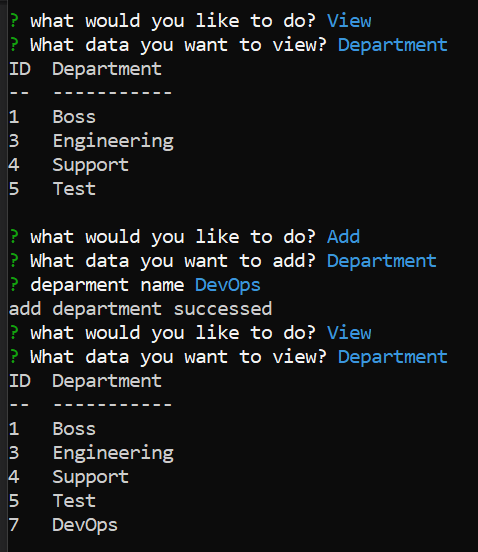 ? what would you like to do? View
? What data you want to view? Department
ID  Department
--  -----------
1   Boss
3   Engineering
4   Support
5   Test
? what would you like to do? Add
? What data you want to add? Department
? deparment name DevOps
add department successed
? what would you like to do? View
? What data you want to view? Department
ID  Department
--  -----------
1   Boss
3   Engineering
4   Support
5   Test
7   DevOps